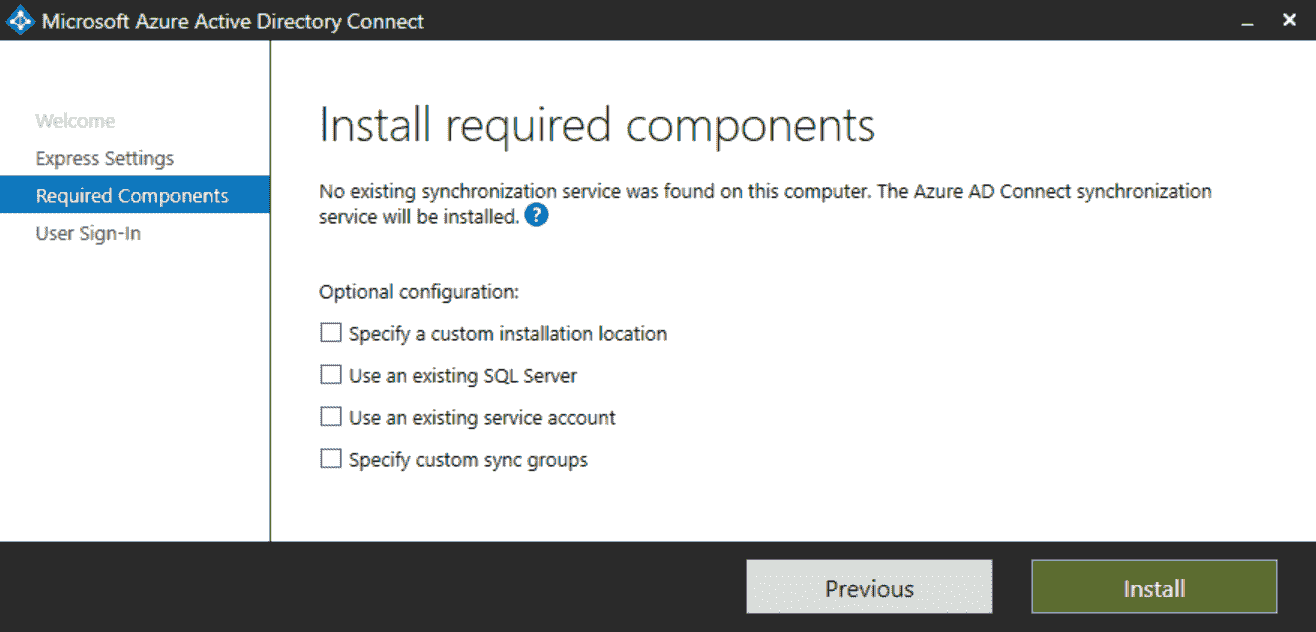 Microsoft Azure Active Directory Connect
Welcome
Express Settings
Required Components
User Sign-In
Install required components
No existing synchronization service was found on this computer. The Azure AD Connect synchronization
service will be installed. ?
Optional configuration:
Specify a custom installation location
Use an existing SQL Server
Use an existing service account
Specify custom sync groups
Previous
Install